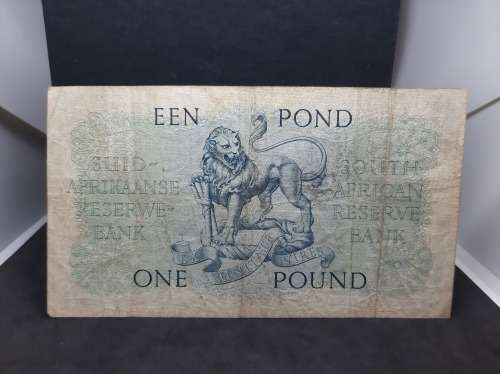 EEN POND
SUID-
AFRIKAANSE
RESERWE-
BANK
SOUTH
AFRICAN
RESERVE
BANK
ONE POUND